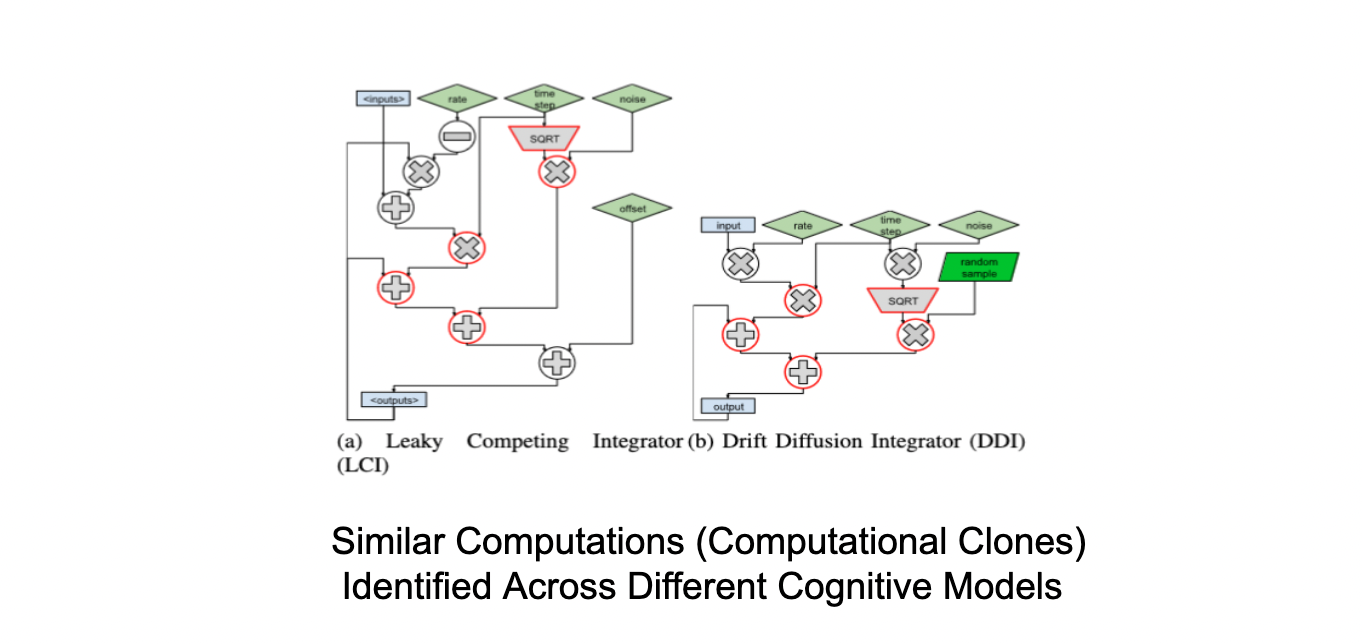 <inputs>
rate
time
step
noise
SQRT
offset
<outputs>
input
rate
time
step
noise
random
sample
SQRT
output
(a) Leaky Competing Integrator
(LCI)
(b) Drift Diffusion Integrator (DDI)
Similar Computations (Computational Clones)
Identified Across Different Cognitive Models